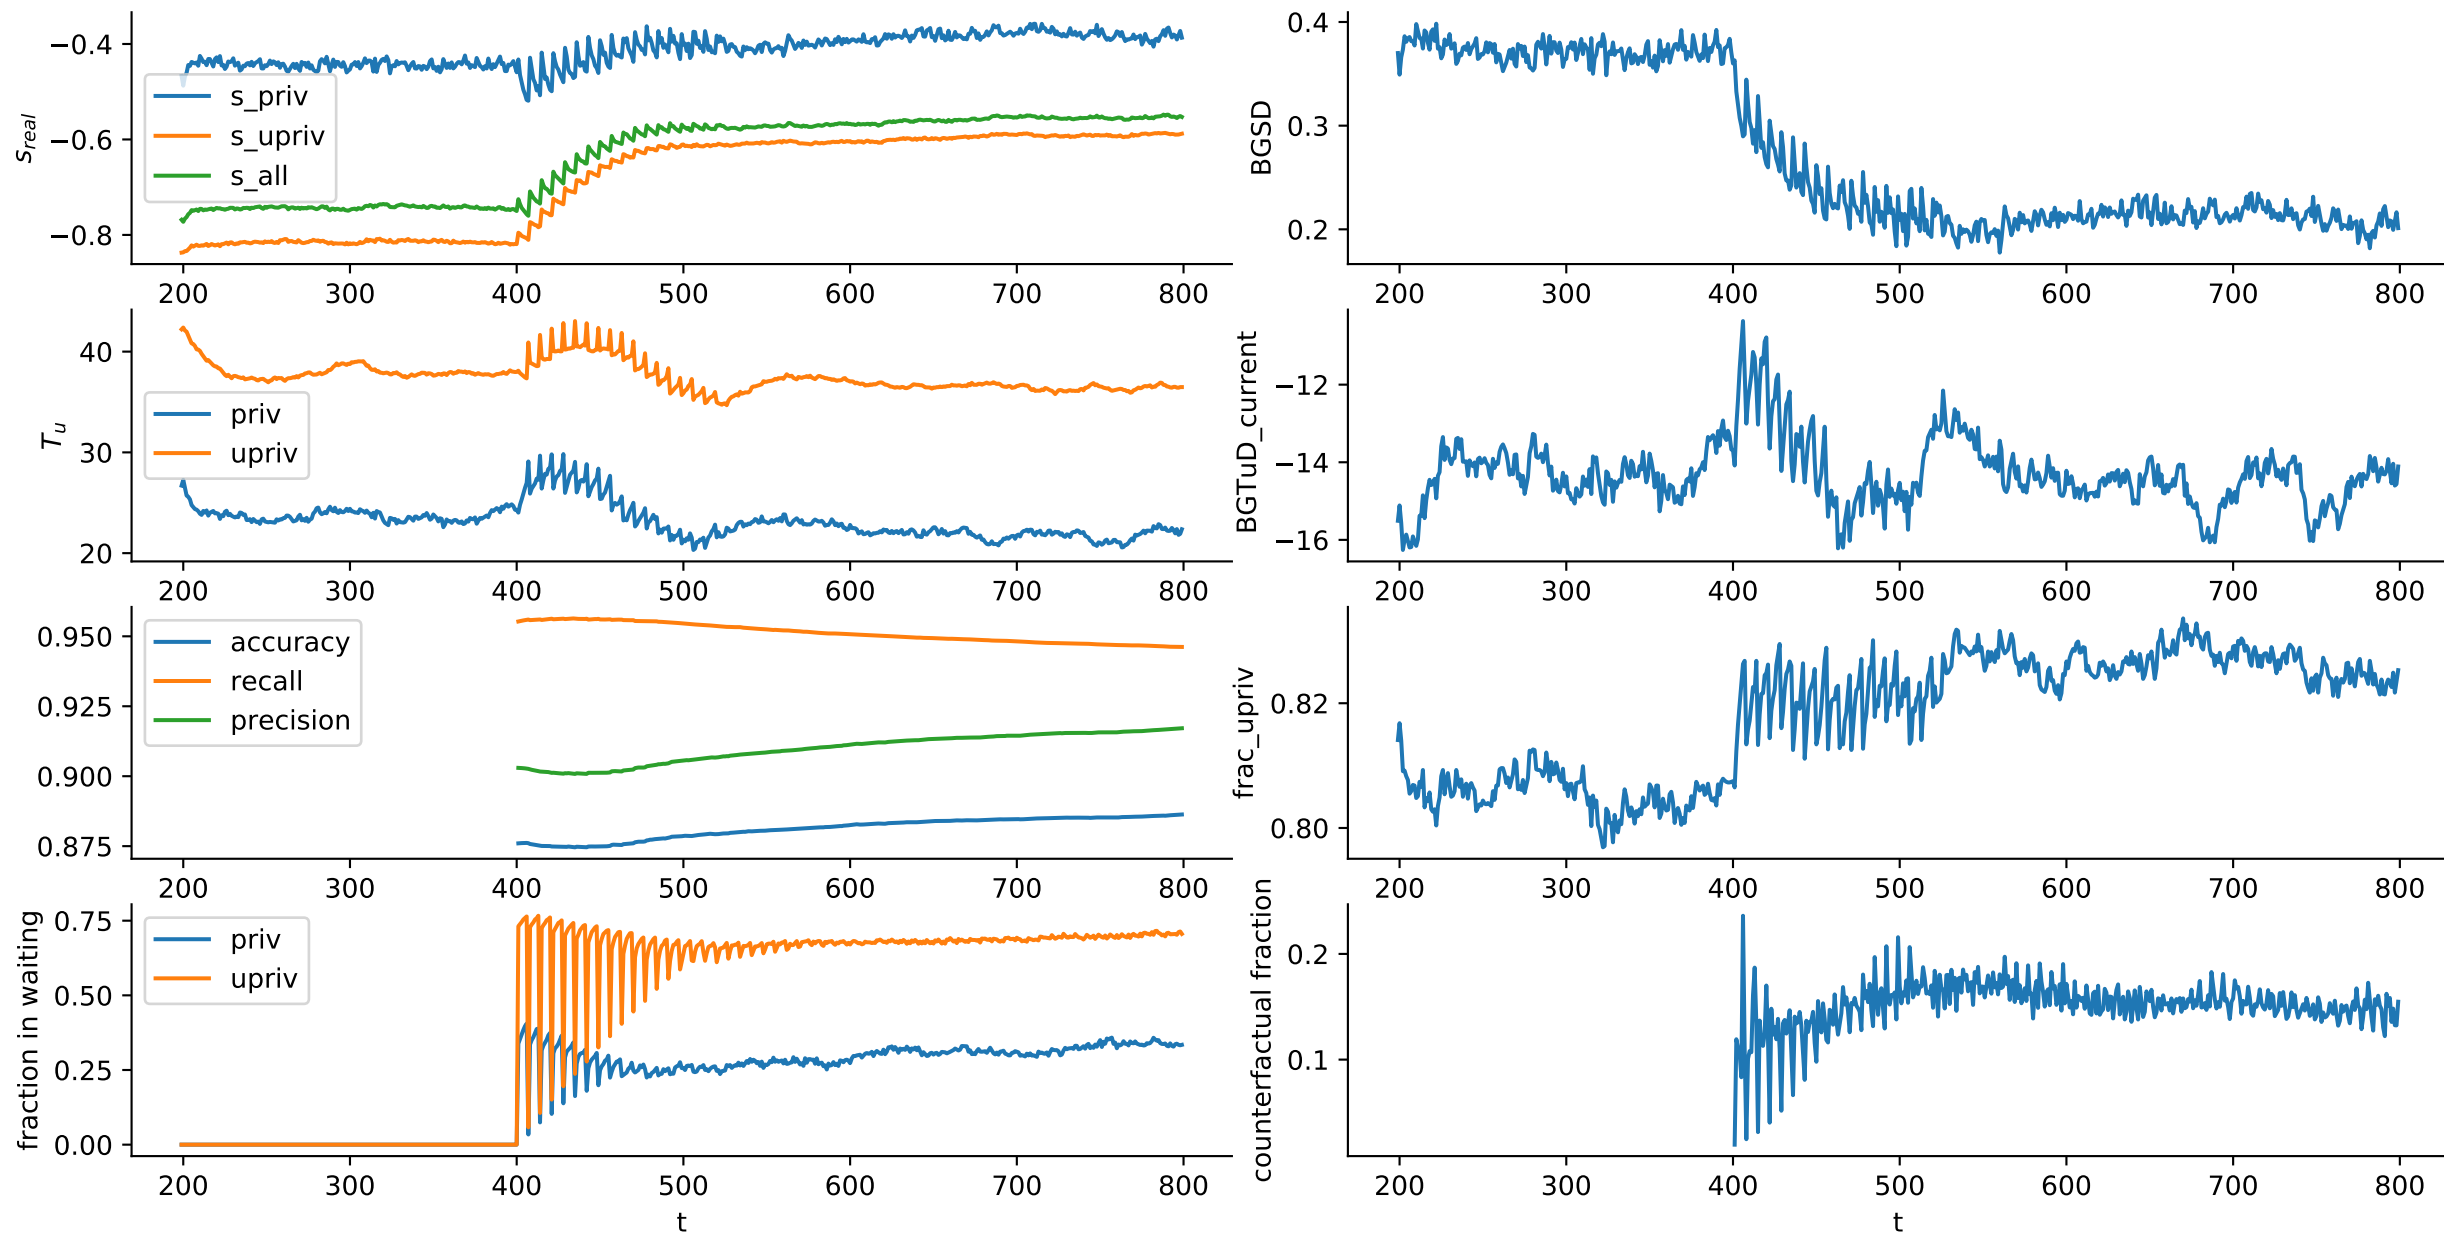 s_real
−0.4
−0.6
−0.8
s_priv
s_upriv
s_all
200 300 400 500 600 700 800
BGSD
0.4
0.3
0.2
200 300 400 500 600 700 800
T_u
40
30
20
priv
upriv
200 300 400 500 600 700 800
BGTuD_current
−12
−14
−16
200 300 400 500 600 700 800
0.950
0.925
0.900
0.875
accuracy
recall
precision
200 300 400 500 600 700 800
frac_upriv
0.82
0.80
200 300 400 500 600 700 800
fraction in waiting
0.75
0.50
0.25
0.00
priv
upriv
200 300 400 500 600 700 800
t
counterfactual fraction
0.2
0.1
200 300 400 500 600 700 800
t